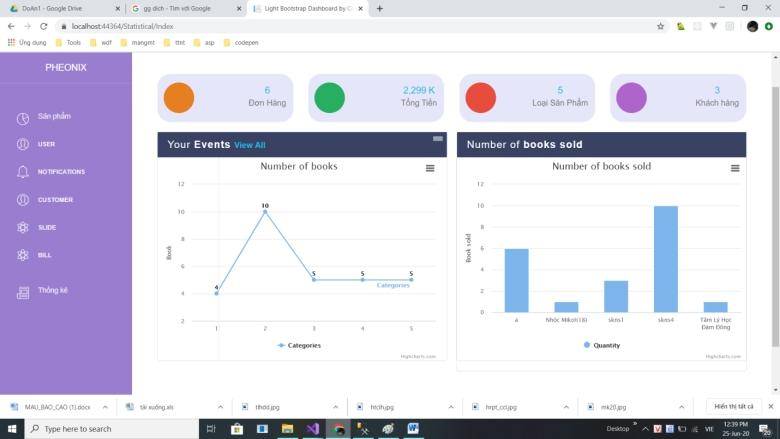 DoAn1 - Google Drive
gg dich - Tìm với Google
Light Bootstrap Dashboard by C
localhost:44364/Statistical/Index
Ứng dụng Tools wdf mangmt ttnt asp codepen
PHEONIX
Sản phẩm
USER
NOTIFICATIONS
CUSTOMER
SLIDE
BILL
Thống kê
6
Đơn Hàng
2,299 K
Tổng Tiền
5
Loại Sản Phẩm
3
Khách hàng
Your Events View All
Number of books
12
10
8
6
4
2
Book
4
10
5
5
5
Categories
1 2 3 4 5
Categories
Highcharts.com
Number of books sold
Number of books sold
12
10
8
6
4
2
0
Book sold
a
Nhóc Mikol(18)
skns1
skns4
Tâm Lý Học
Đám Đông
Quantity
Highcharts.com
MAU_BAO_CAO (1).docx
tải xuống.xls
tlhdd.jpg
htclh.jpg
hrpt_ccl.jpg
mk20.jpg
Hiển thị tất cả
Type here to search
Desktop
VIE
12:39 PM
25-Jun-20
20